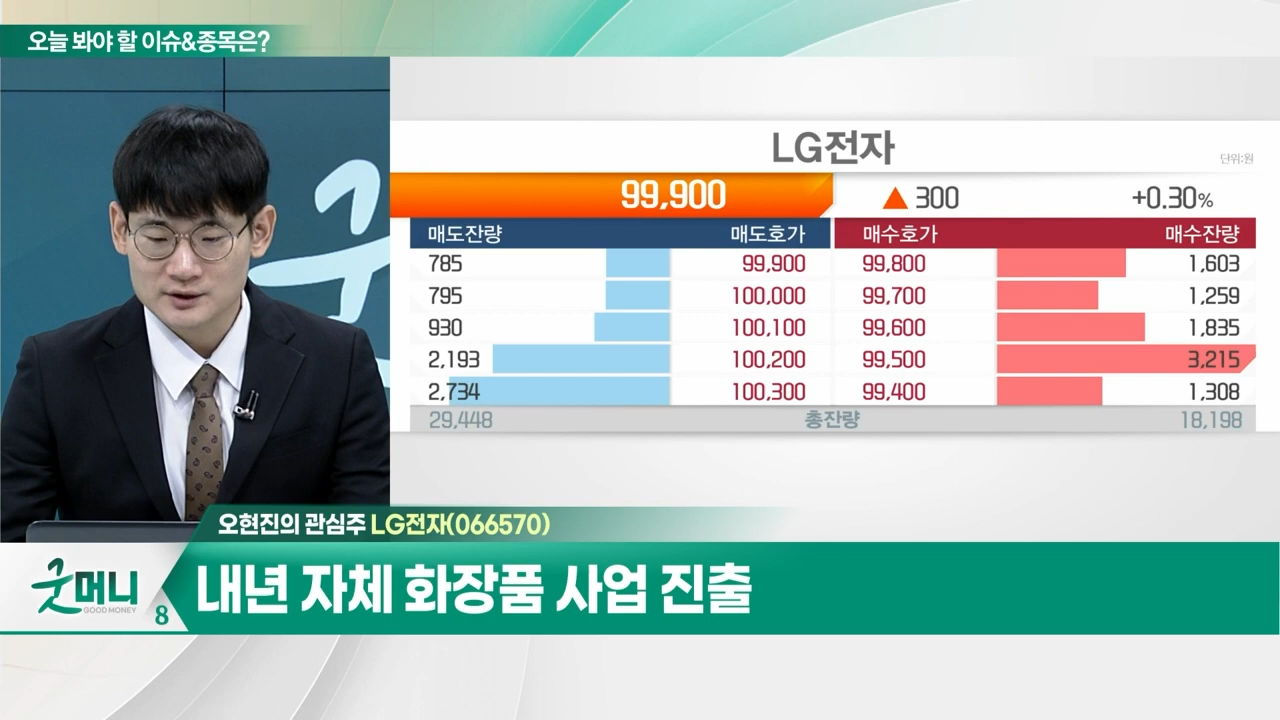 오늘 봐야 할 이슈&종목은?
LG전자
단위:원
99,900 ▲ 300 +0.30%
매도잔량 매도호가 매수호가 매수잔량
785 99,900 99,800 1,603
795 100,000 99,700 1,259
930 100,100 99,600 1,835
2,193 100,200 99,500 3,215
2,734 100,300 99,400 1,308
29,448 총잔량 18,198
오현진의 관심주 LG전자(066570)
굿머니
GOOD MONEY
8
내년 자체 화장품 사업 진출